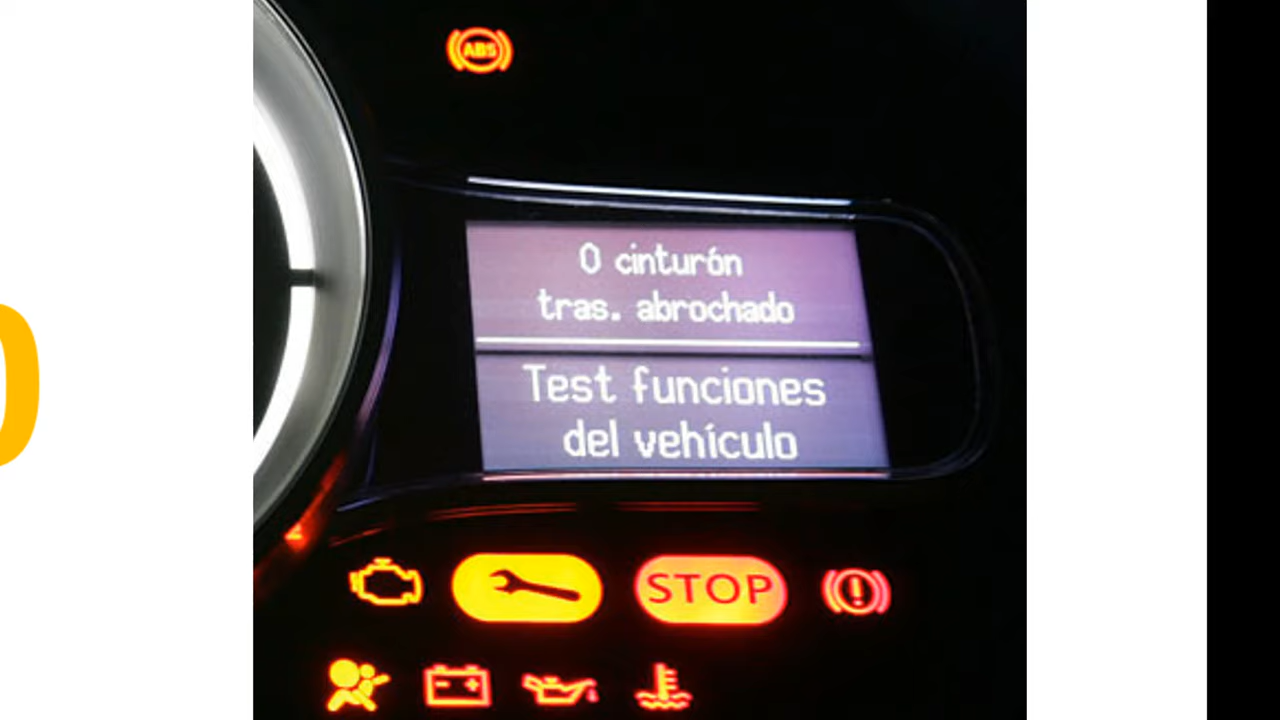 ABS
0 cinturón
tras. abrochado
Test funciones
del vehículo
STOP